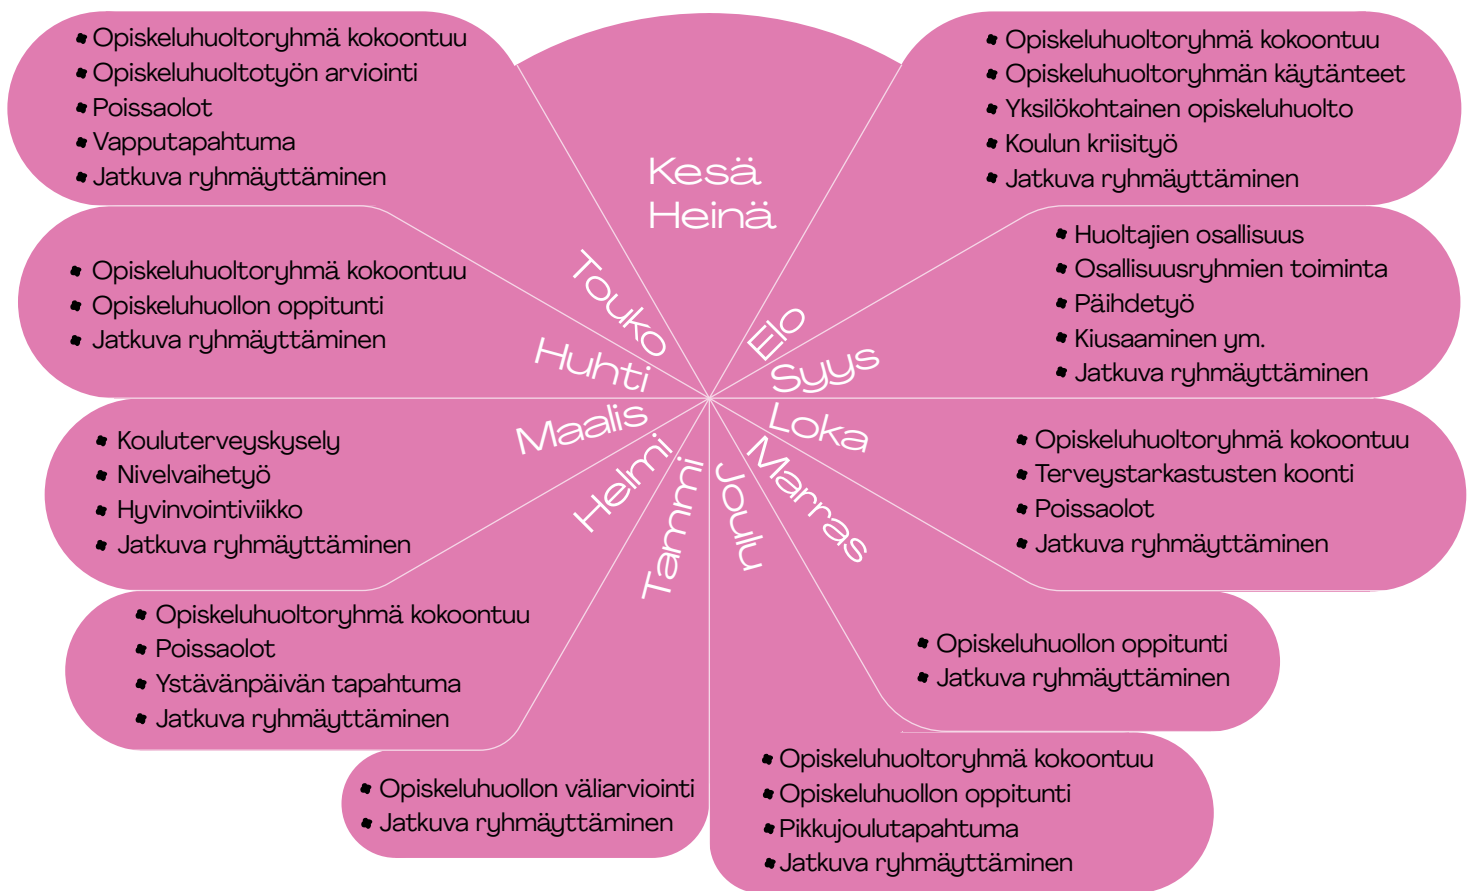 Kesä
Heinä
Elo
• Opiskeluhuoltoryhmä kokoontuu
• Opiskeluhuoltoryhmän käytänteet
• Yksilökohtainen opiskeluhuolto
• Koulun kriisityö
• Jatkuva ryhmäyttäminen
Syys
• Huoltajien osallisuus
• Osallisuusryhmien toiminta
• Päihdetyö
• Kiusaaminen ym.
• Jatkuva ryhmäyttäminen
Loka
• Opiskeluhuoltoryhmä kokoontuu
• Terveystarkastusten koonti
• Poissaolot
• Jatkuva ryhmäyttäminen
Marras
• Opiskeluhuollon oppitunti
• Jatkuva ryhmäyttäminen
Joulu
• Opiskeluhuoltoryhmä kokoontuu
• Opiskeluhuollon oppitunti
• Pikkujoulutapahtuma
• Jatkuva ryhmäyttäminen
Tammi
• Opiskeluhuollon väliarviointi
• Jatkuva ryhmäyttäminen
Helmi
• Opiskeluhuoltoryhmä kokoontuu
• Poissaolot
• Ystävänpäivän tapahtuma
• Jatkuva ryhmäyttäminen
Maalis
• Kouluterveyskysely
• Nivelvaihetyö
• Hyvinvointiviikko
• Jatkuva ryhmäyttäminen
Huhti
• Opiskeluhuoltoryhmä kokoontuu
• Opiskeluhuollon oppitunti
• Jatkuva ryhmäyttäminen
Touko
• Opiskeluhuoltoryhmä kokoontuu
• Opiskeluhuoltotyön arviointi
• Poissaolot
• Vapputapahtuma
• Jatkuva ryhmäyttäminen